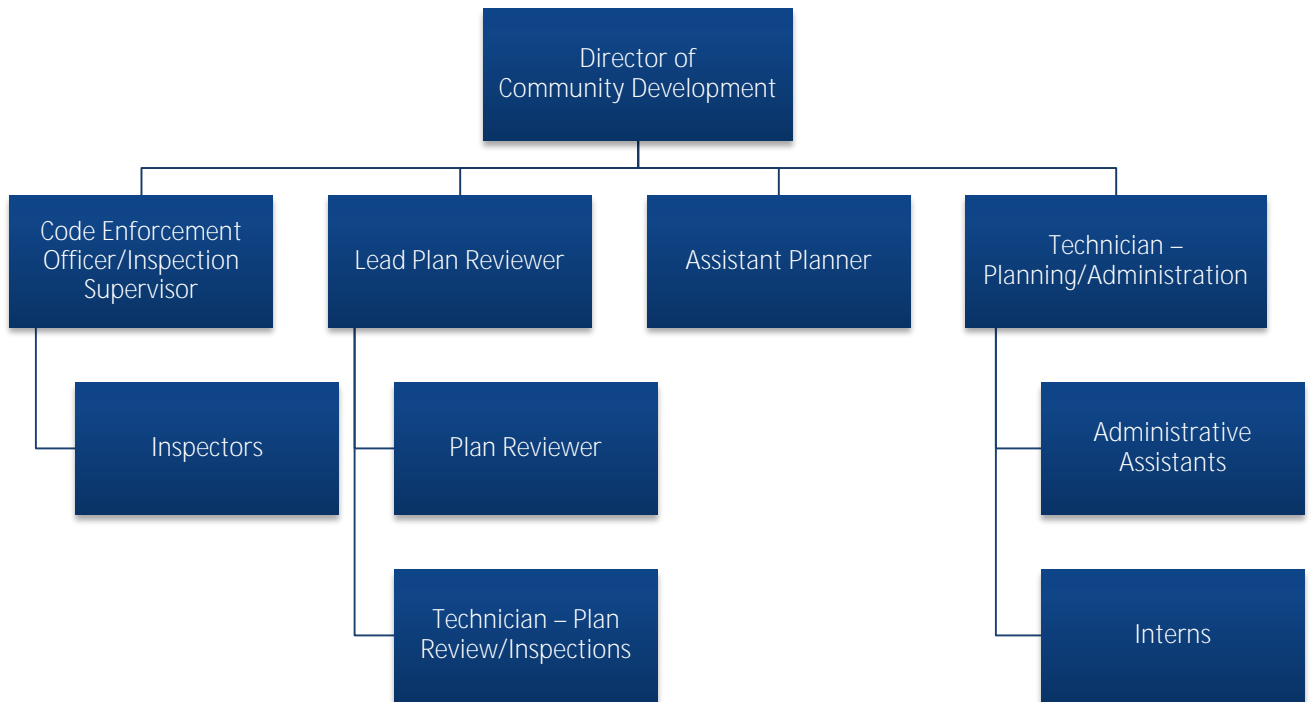 Director of
Community Development
Code Enforcement
Officer/Inspection
Supervisor
Lead Plan Reviewer
Assistant Planner
Technician –
Planning/Administration
Inspectors
Plan Reviewer
Administrative
Assistants
Technician – Plan
Review/Inspections
Interns